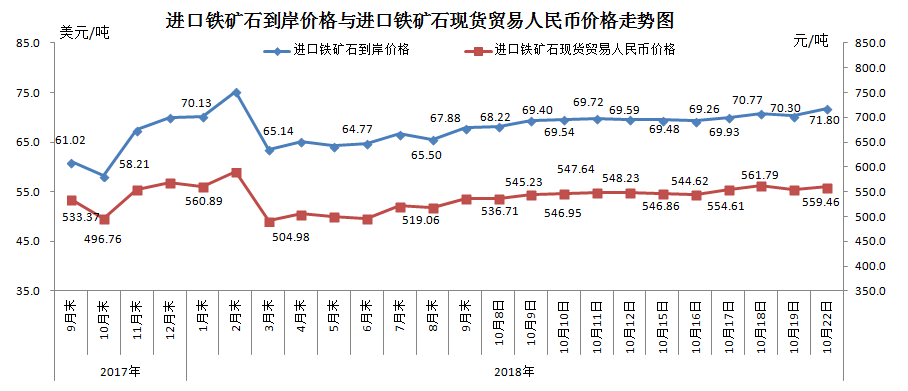 进口铁矿石到岸价格与进口铁矿石现货贸易人民币价格走势图
美元/吨
元/吨
进口铁矿石到岸价格
进口铁矿石现货贸易人民币价格
85.0
75.0
65.0
55.0
45.0
35.0
850.0
800.0
750.0
700.0
650.0
600.0
550.0
500.0
450.0
400.0
350.0
61.02
58.21
70.13
65.14
64.77
65.50
67.88
68.22
69.40
69.54
69.72
69.59
69.48
69.26
69.93
70.77
70.30
71.80
533.37
496.76
560.89
504.98
519.06
536.71
545.23
546.95
547.64
548.23
546.86
544.62
554.61
561.79
559.46
9月末
10月末
11月末
12月末
1月末
2月末
3月末
4月末
5月末
6月末
7月末
8月末
9月末
10月8日
10月9日
10月10日
10月11日
10月12日
10月15日
10月16日
10月17日
10月18日
10月19日
10月22日
2017年
2018年